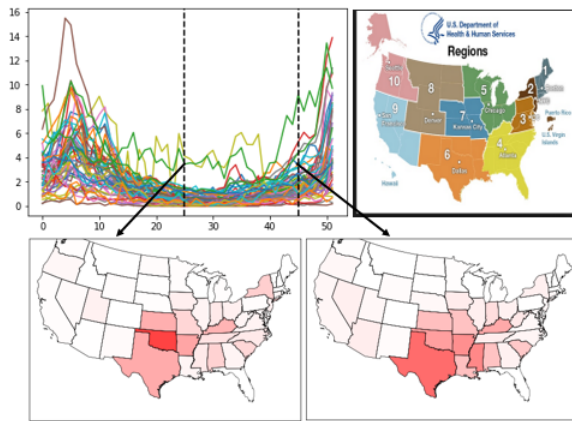 16
14
12
10
8
6
4
2
0
0
10
20
30
40
50
U.S. Department of
Health & Human Services
Regions
1
2
3
4
5
6
7
8
9
10
Chicago
Kansas City
Denver
Dallas
Atlanta
Puerto Rico
U.S. Virgin
Islands
Hawaii